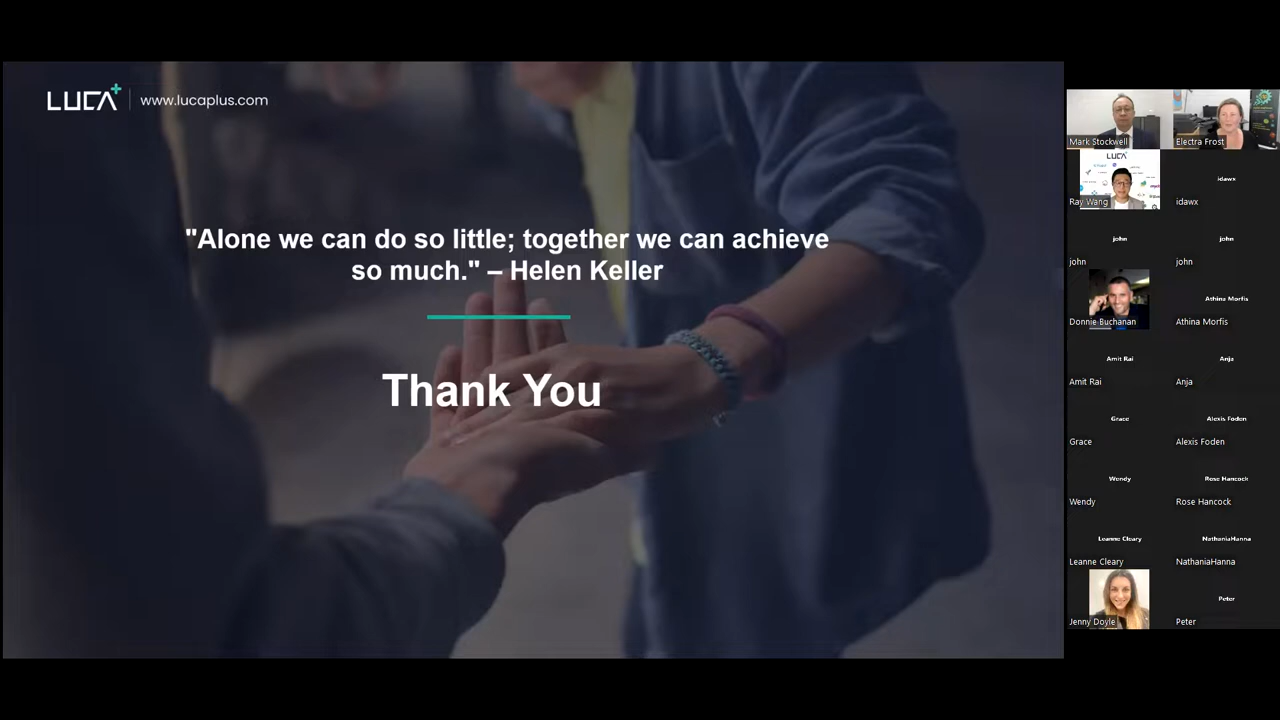 LUCA+
www.lucaplus.com
"Alone we can do so little; together we can achieve
so much." – Helen Keller
Thank You
Mark Stockwell
Electra Frost
LUCA+
Ray Wang
idawx
idawx
john
john
john
john
Donnie Buchanan
Athina Morfis
Athina Morfis
Amit Rai
Amit Rai
Anja
Anja
Grace
Grace
Alexis Foden
Alexis Foden
Wendy
Wendy
Rose Hancock
Rose Hancock
Leanne Cleary
Leanne Cleary
NathaniaHanna
NathaniaHanna
Jenny Doyle
Peter
Peter